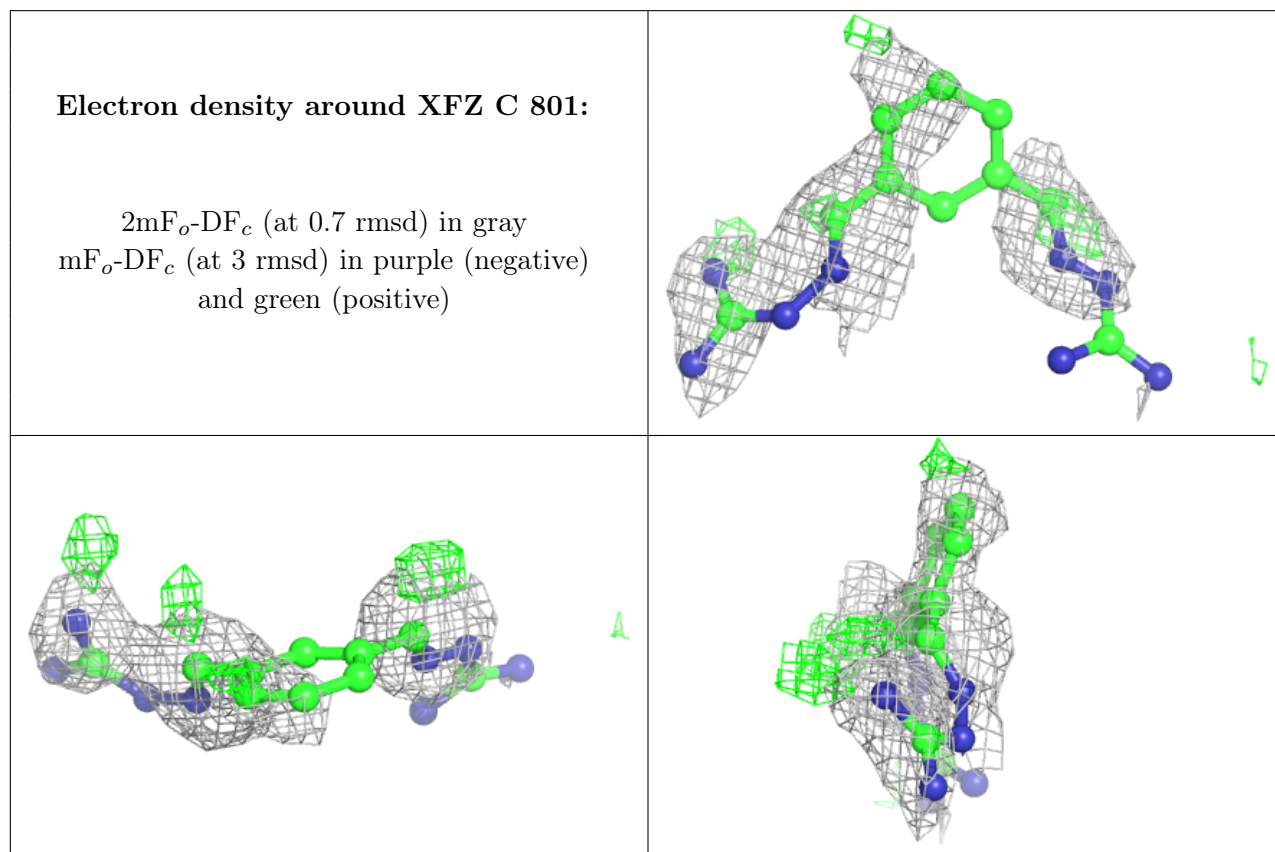 Electron density around XFZ C 801:
2mFo-DFc (at 0.7 rmsd) in gray
mFo-DFc (at 3 rmsd) in purple (negative)
and green (positive)